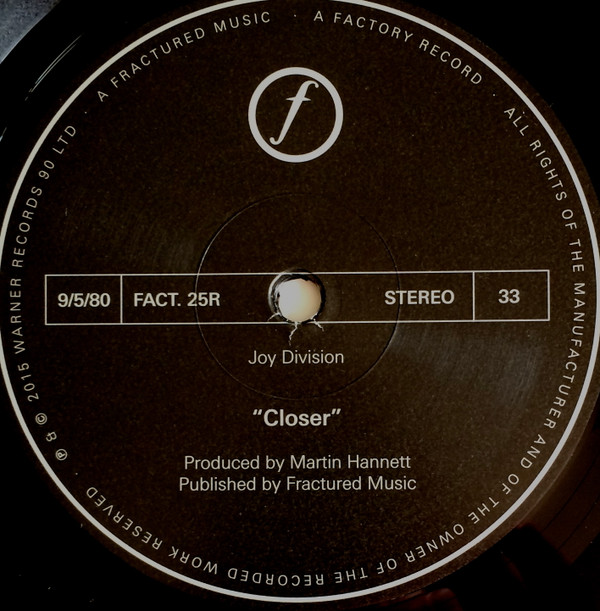 ℗ & © 2015 WARNER RECORDS 90 LTD · A FRACTURED MUSIC · A FACTORY RECORD · ALL RIGHTS OF THE MANUFACTURER AND OF THE OWNER OF THE RECORDED WORK RESERVED
f
9/5/80 FACT. 25R STEREO 33
Joy Division
“Closer”
Produced by Martin Hannett
Published by Fractured Music